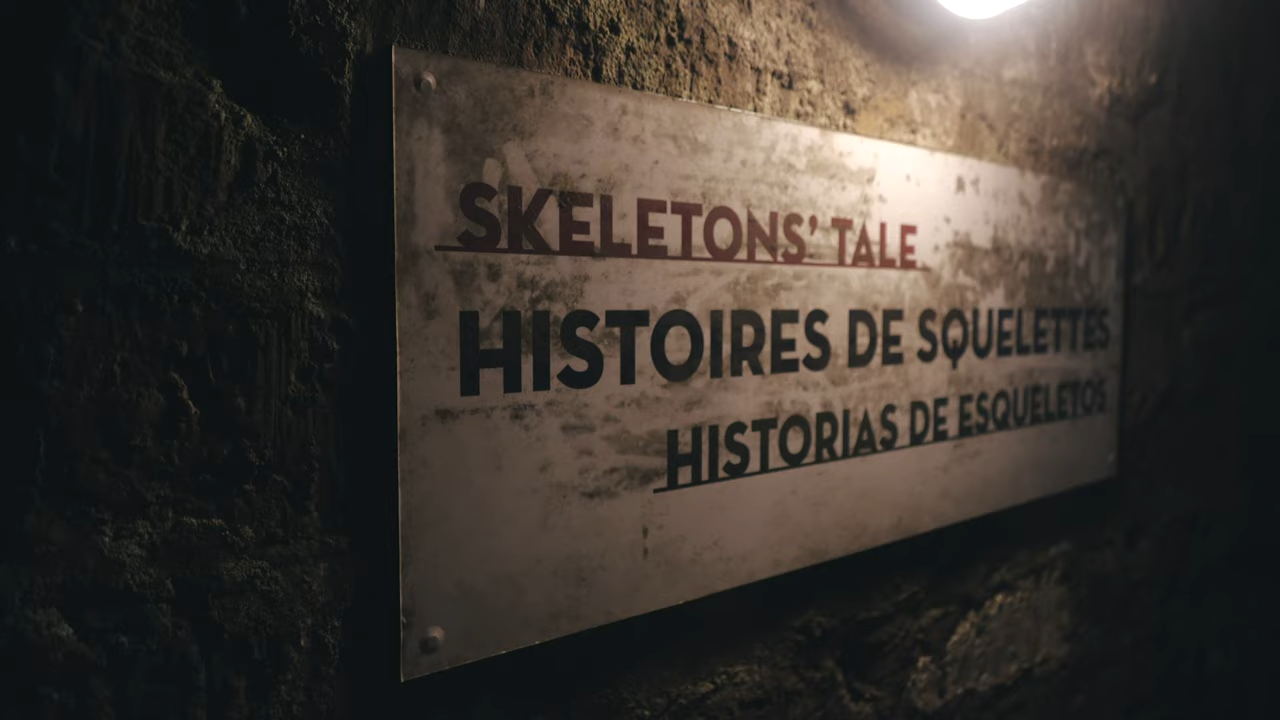 SKELETONS' TALE
HISTOIRES DE SQUELETTES
HISTORIAS DE ESQUELETOS